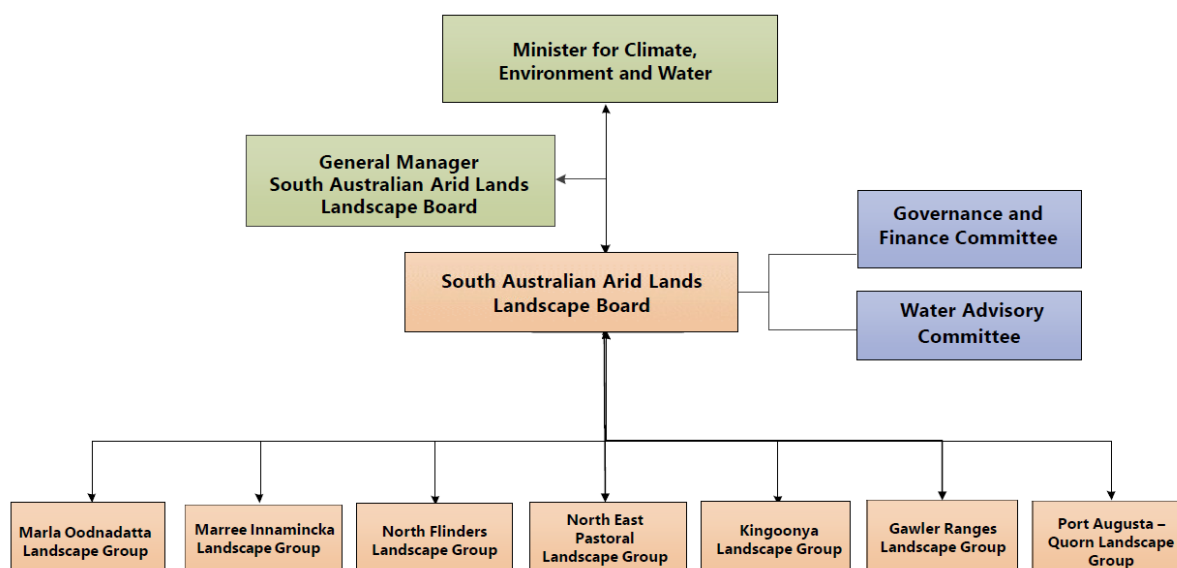 Minister for Climate,
Environment and Water
General Manager
South Australian Arid Lands
Landscape Board
Governance and
Finance Committee
South Australian Arid Lands
Landscape Board
Water Advisory
Committee
Marla Oodnadatta
Landscape Group
Marree Innamincka
Landscape Group
North Flinders
Landscape Group
North East
Pastoral
Landscape Group
Kingoonya
Landscape Group
Gawler Ranges
Landscape Group
Port Augusta –
Quorn Landscape
Group